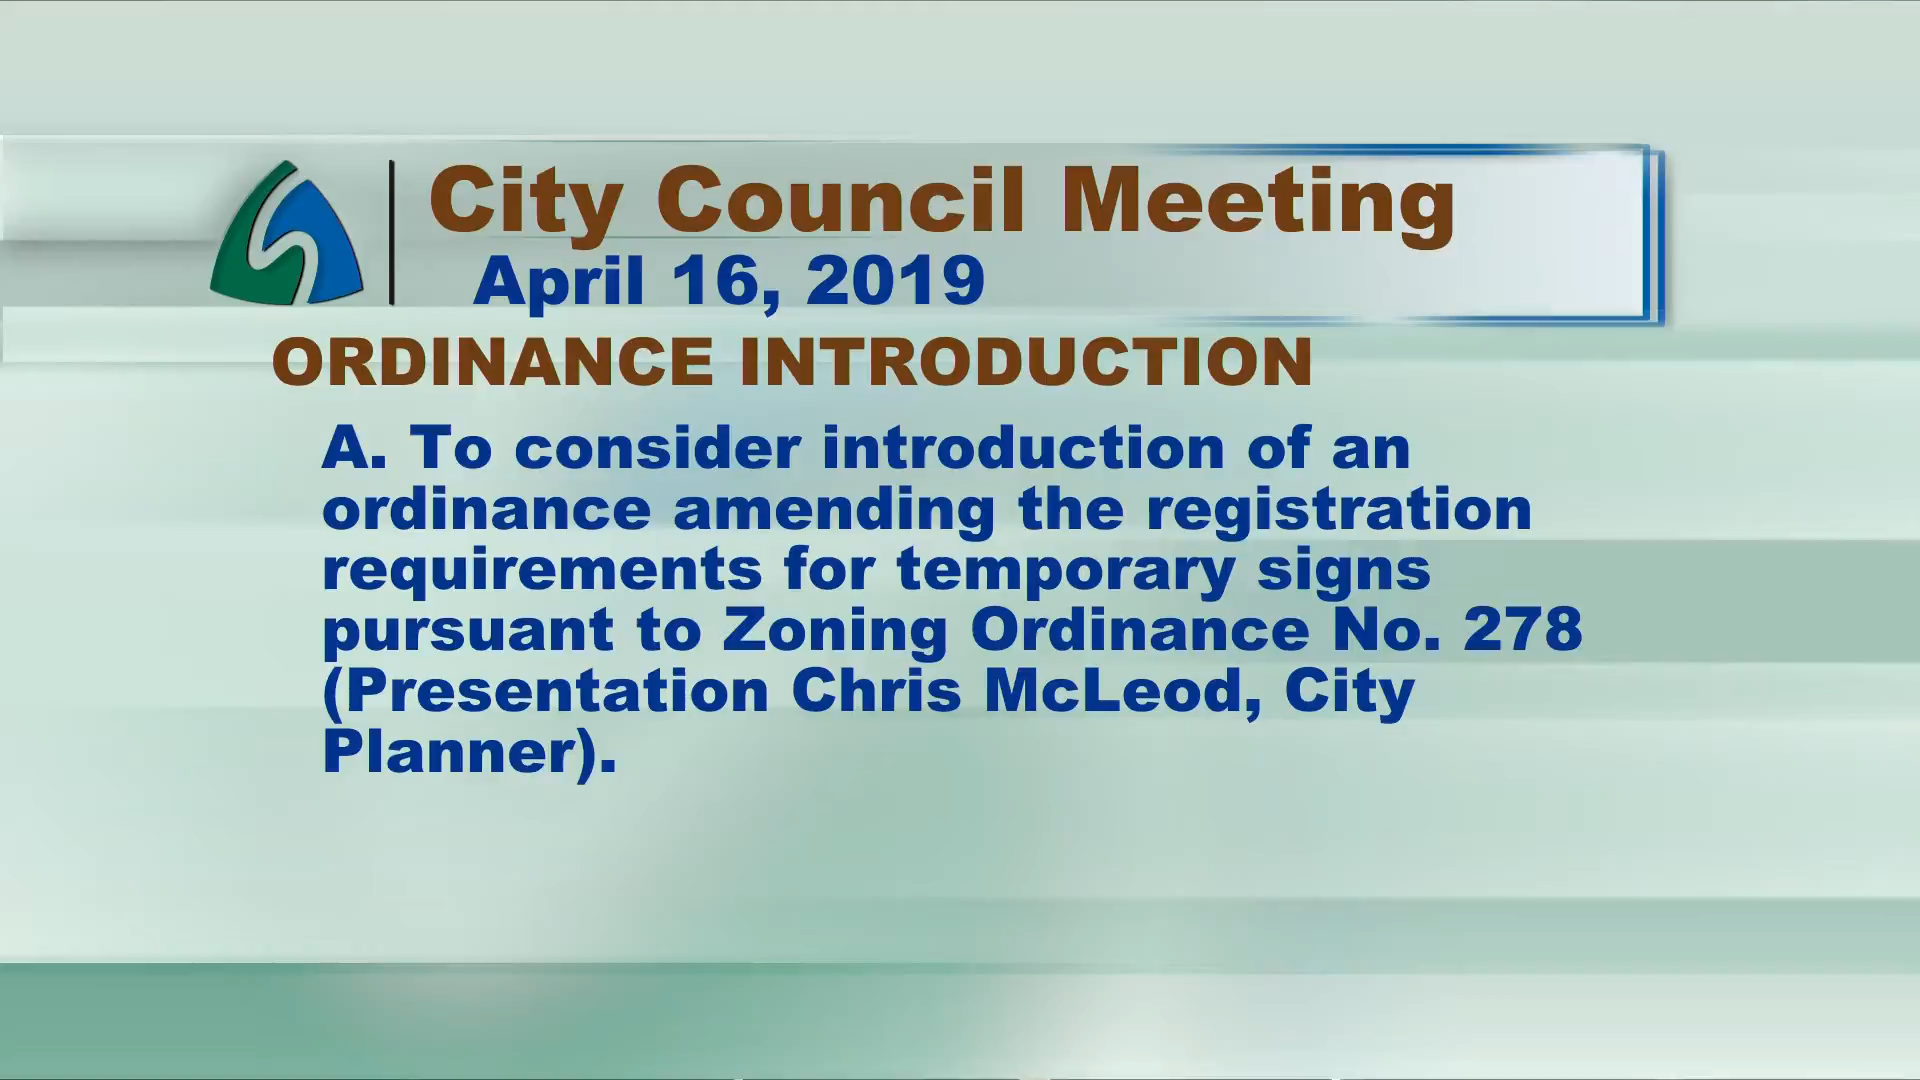 City Council Meeting
April 16, 2019
ORDINANCE INTRODUCTION
A. To consider introduction of an
ordinance amending the registration
requirements for temporary signs
pursuant to Zoning Ordinance No. 278
(Presentation Chris McLeod, City
Planner).